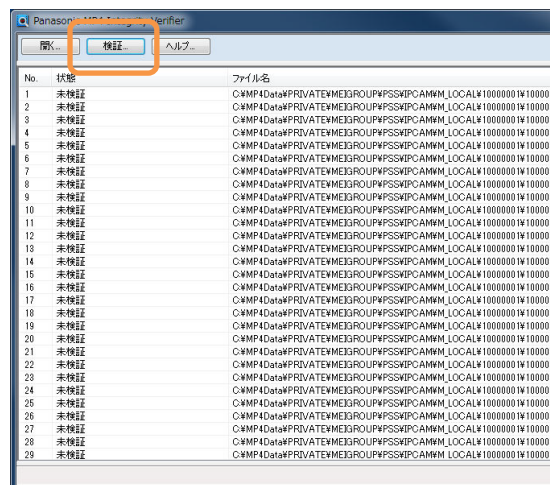 Panasonic MP4 Integrity Verifier
開く... 検証... ヘルプ...
No. 状態 ファイル名
1 未検証 C:¥MP4Data¥PRIVATE¥MEIGROUP¥PSS¥IPCAM¥M_LOCAL¥10000001¥10000
2 未検証 C:¥MP4Data¥PRIVATE¥MEIGROUP¥PSS¥IPCAM¥M_LOCAL¥10000001¥10000
3 未検証 C:¥MP4Data¥PRIVATE¥MEIGROUP¥PSS¥IPCAM¥M_LOCAL¥10000001¥10000
4 未検証 C:¥MP4Data¥PRIVATE¥MEIGROUP¥PSS¥IPCAM¥M_LOCAL¥10000001¥10000
5 未検証 C:¥MP4Data¥PRIVATE¥MEIGROUP¥PSS¥IPCAM¥M_LOCAL¥10000001¥10000
6 未検証 C:¥MP4Data¥PRIVATE¥MEIGROUP¥PSS¥IPCAM¥M_LOCAL¥10000001¥10000
7 未検証 C:¥MP4Data¥PRIVATE¥MEIGROUP¥PSS¥IPCAM¥M_LOCAL¥10000001¥10000
8 未検証 C:¥MP4Data¥PRIVATE¥MEIGROUP¥PSS¥IPCAM¥M_LOCAL¥10000001¥10000
9 未検証 C:¥MP4Data¥PRIVATE¥MEIGROUP¥PSS¥IPCAM¥M_LOCAL¥10000001¥10000
10 未検証 C:¥MP4Data¥PRIVATE¥MEIGROUP¥PSS¥IPCAM¥M_LOCAL¥10000001¥10000
11 未検証 C:¥MP4Data¥PRIVATE¥MEIGROUP¥PSS¥IPCAM¥M_LOCAL¥10000001¥10000
12 未検証 C:¥MP4Data¥PRIVATE¥MEIGROUP¥PSS¥IPCAM¥M_LOCAL¥10000001¥10000
13 未検証 C:¥MP4Data¥PRIVATE¥MEIGROUP¥PSS¥IPCAM¥M_LOCAL¥10000001¥10000
14 未検証 C:¥MP4Data¥PRIVATE¥MEIGROUP¥PSS¥IPCAM¥M_LOCAL¥10000001¥10000
15 未検証 C:¥MP4Data¥PRIVATE¥MEIGROUP¥PSS¥IPCAM¥M_LOCAL¥10000001¥10000
16 未検証 C:¥MP4Data¥PRIVATE¥MEIGROUP¥PSS¥IPCAM¥M_LOCAL¥10000001¥10000
17 未検証 C:¥MP4Data¥PRIVATE¥MEIGROUP¥PSS¥IPCAM¥M_LOCAL¥10000001¥10000
18 未検証 C:¥MP4Data¥PRIVATE¥MEIGROUP¥PSS¥IPCAM¥M_LOCAL¥10000001¥10000
19 未検証 C:¥MP4Data¥PRIVATE¥MEIGROUP¥PSS¥IPCAM¥M_LOCAL¥10000001¥10000
20 未検証 C:¥MP4Data¥PRIVATE¥MEIGROUP¥PSS¥IPCAM¥M_LOCAL¥10000001¥10000
21 未検証 C:¥MP4Data¥PRIVATE¥MEIGROUP¥PSS¥IPCAM¥M_LOCAL¥10000001¥10000
22 未検証 C:¥MP4Data¥PRIVATE¥MEIGROUP¥PSS¥IPCAM¥M_LOCAL¥10000001¥10000
23 未検証 C:¥MP4Data¥PRIVATE¥MEIGROUP¥PSS¥IPCAM¥M_LOCAL¥10000001¥10000
24 未検証 C:¥MP4Data¥PRIVATE¥MEIGROUP¥PSS¥IPCAM¥M_LOCAL¥10000001¥10000
25 未検証 C:¥MP4Data¥PRIVATE¥MEIGROUP¥PSS¥IPCAM¥M_LOCAL¥10000001¥10000
26 未検証 C:¥MP4Data¥PRIVATE¥MEIGROUP¥PSS¥IPCAM¥M_LOCAL¥10000001¥10000
27 未検証 C:¥MP4Data¥PRIVATE¥MEIGROUP¥PSS¥IPCAM¥M_LOCAL¥10000001¥10000
28 未検証 C:¥MP4Data¥PRIVATE¥MEIGROUP¥PSS¥IPCAM¥M_LOCAL¥10000001¥10000
29 未検証 C:¥MP4Data¥PRIVATE¥MEIGROUP¥PSS¥IPCAM¥M_LOCAL¥10000001¥10000